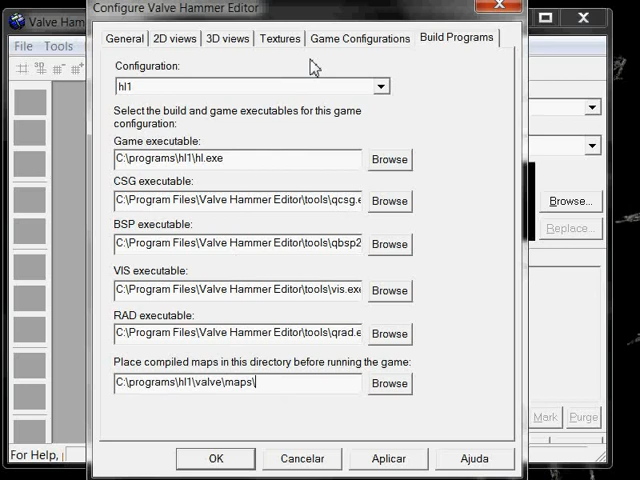 Configure Valve Hammer Editor
Valve Ham
File Tools
General 2D views 3D views Textures Game Configurations Build Programs
Configuration:
hl1
Select the build and game executables for this game
configuration:
Game executable:
C:\programs\hl1\hl.exe Browse
CSG executable:
C:\Program Files\Valve Hammer Editor\tools\qcsg.e Browse
BSP executable:
C:\Program Files\Valve Hammer Editor\tools\qbsp2 Browse
VIS executable:
C:\Program Files\Valve Hammer Editor\tools\vis.exe Browse
RAD executable:
C:\Program Files\Valve Hammer Editor\tools\qrad.e Browse
Place compiled maps in this directory before running the game:
C:\programs\hl1\valve\maps\ Browse
OK Cancelar Aplicar Ajuda
Browse...
Replace...
Mark Purge
For Help,